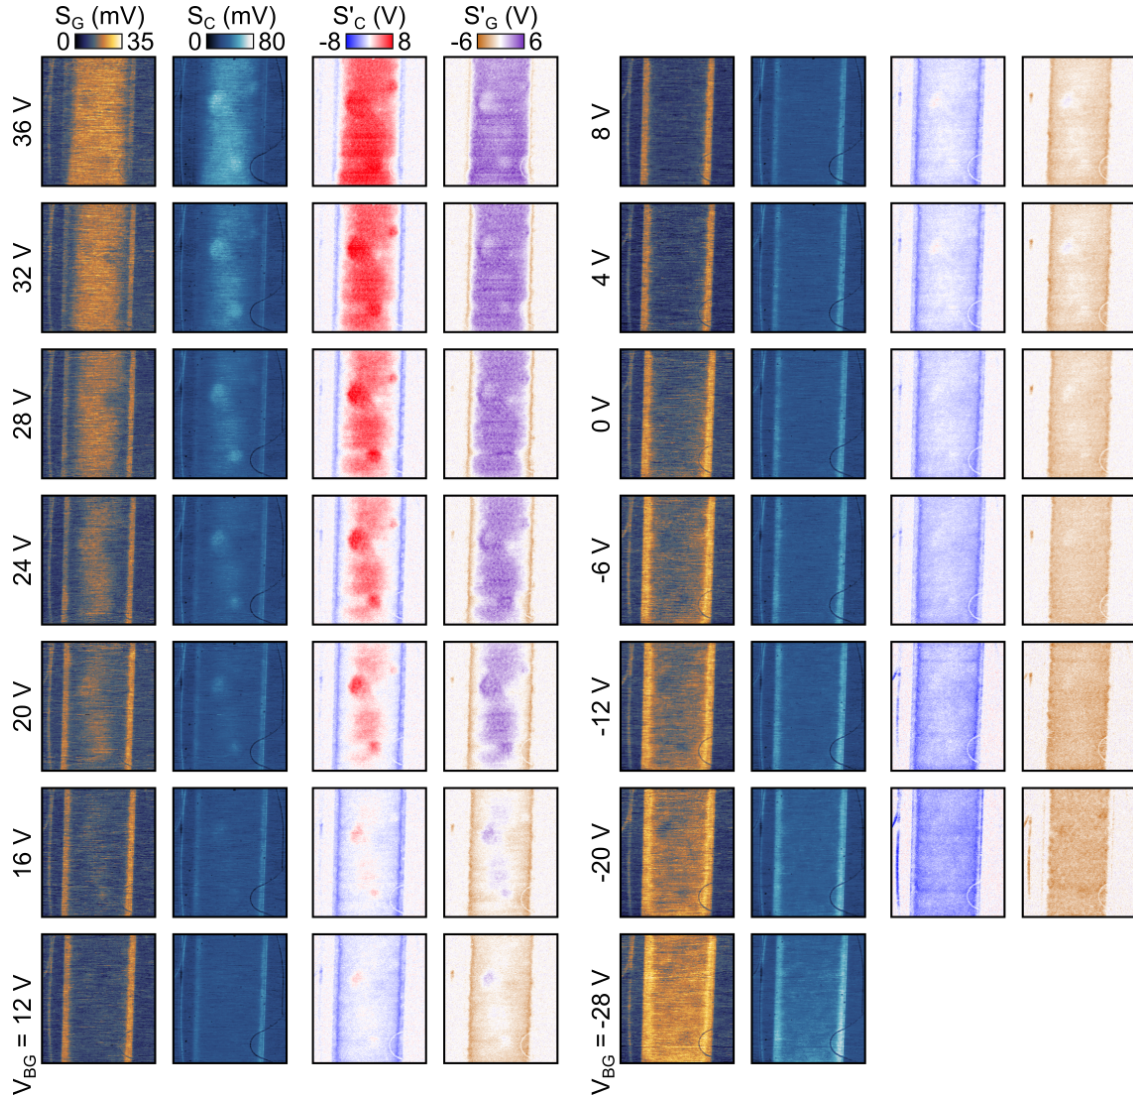 S_G (mV) S_C (mV) S'_C (V) S'_G (V)
0 35 0 80 -8 8 -6 6
36 V
32 V
28 V
24 V
20 V
16 V
V_BG = 12 V
8 V
4 V
0 V
-6 V
-12 V
-20 V
V_BG = -28 V